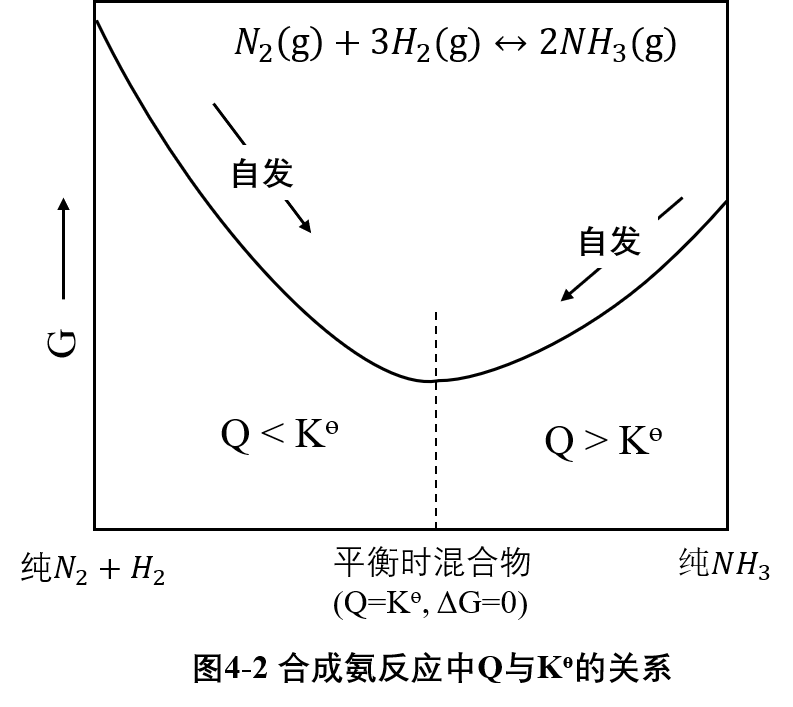 N₂(g) + 3H₂(g) ↔ 2NH₃(g)
自发
自发
G
Q < Kᶿ
Q > Kᶿ
纯N₂ + H₂
平衡时混合物
纯NH₃
(Q=Kᶿ, ΔG=0)
图4-2 合成氨反应中Q与Kᶿ的关系